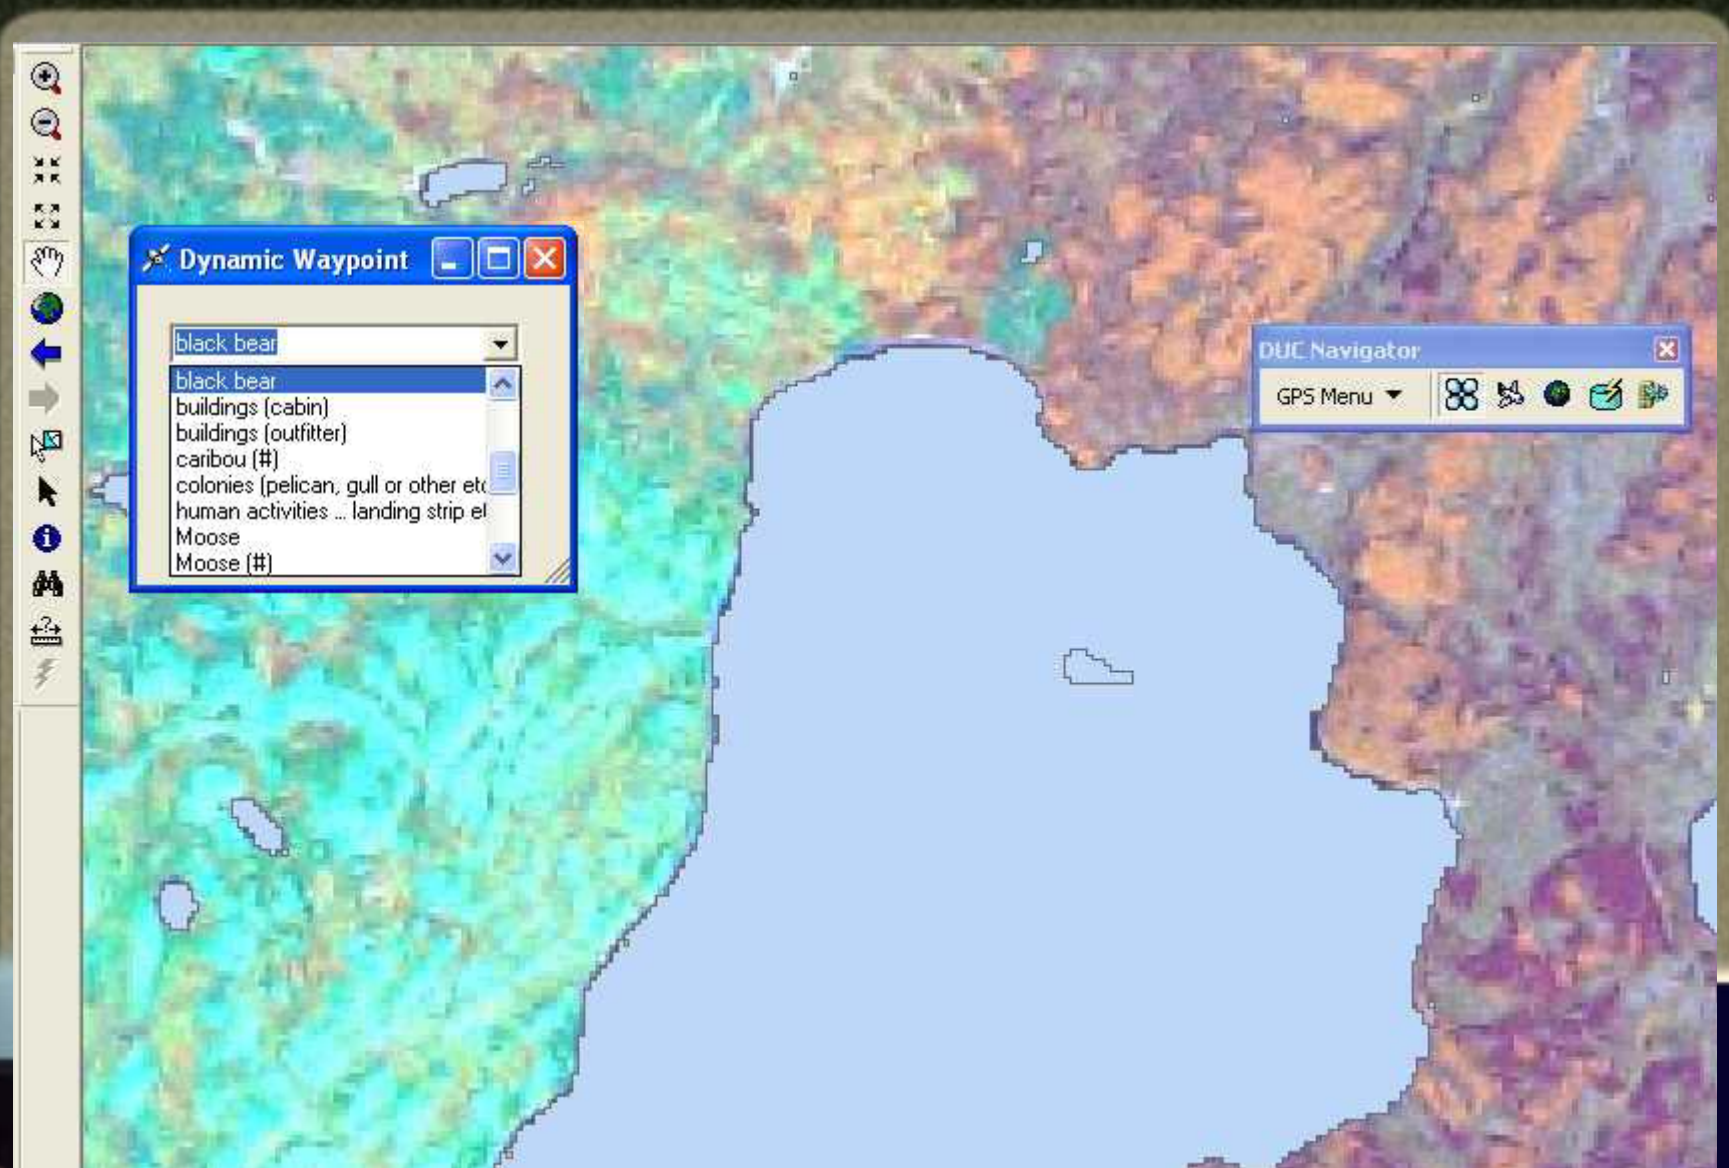 Dynamic Waypoint
black bear
black bear
buildings (cabin)
buildings (outfitter)
caribou (#)
colonies (pelican, gull or other etc
human activities ... landing strip et
Moose
Moose (#)
DUC Navigator
GPS Menu